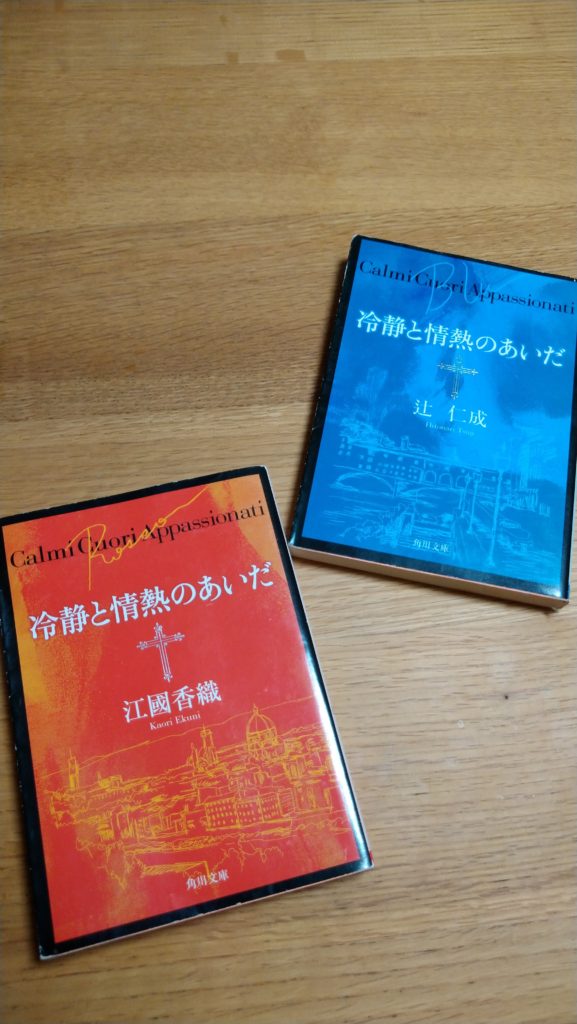 Calmi Cuori Appassionati
Rosso
冷静と情熱のあいだ
江國香織
Kaori Ekuni
角川文庫
Calmi Cuori Appassionati
Blu
冷静と情熱のあいだ
辻 仁成
Hitonari Tsuji
角川文庫